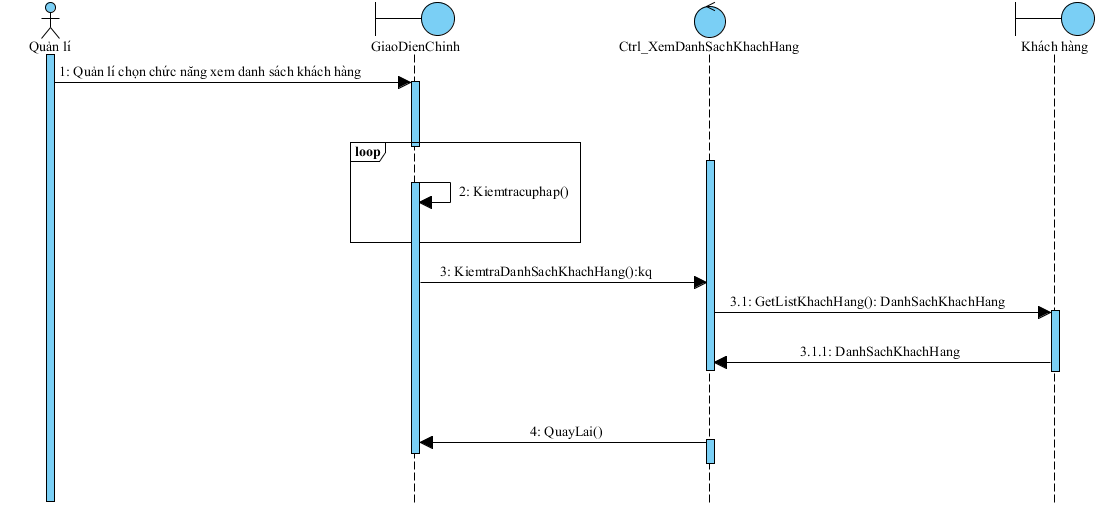 Quản lí
GiaoDienChinh
Ctrl_XemDanhSachKhachHang
Khách hàng
1: Quản lí chọn chức năng xem danh sách khách hàng
loop
2: Kiemtracuphap()
3: KiemtraDanhSachKhachHang():kq
3.1: GetListKhachHang(): DanhSachKhachHang
3.1.1: DanhSachKhachHang
4: QuayLai()